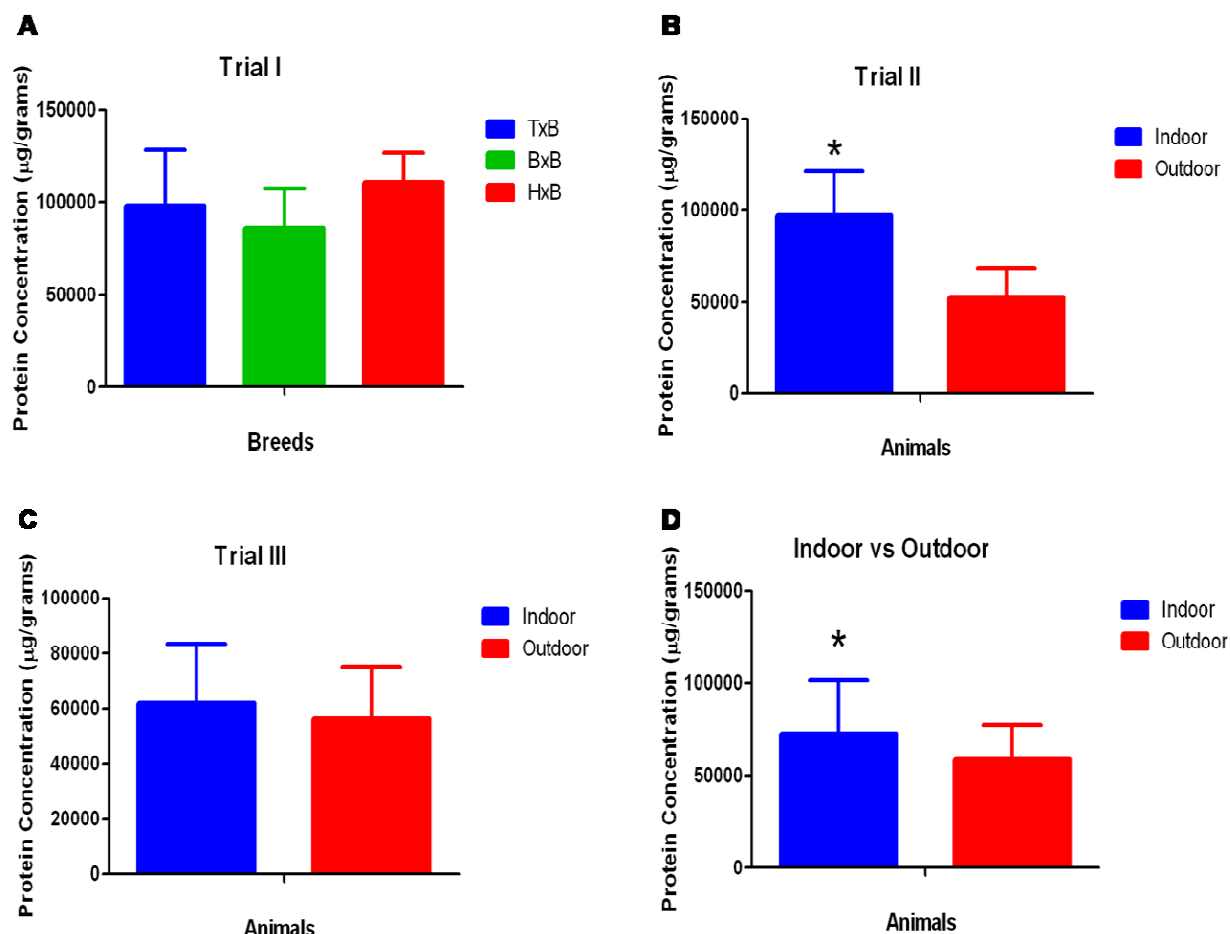 A
Trial I
Protein Concentration (µg/grams)
150000
100000
50000
0
Breeds
TxB
BxB
HxB
B
Trial II
Protein Concentration (µg/grams)
150000
100000
50000
0
*
Animals
Indoor
Outdoor
C
Trial III
Protein Concentration (µg/grams)
100000
80000
60000
40000
20000
0
Animals
Indoor
Outdoor
D
Indoor vs Outdoor
Protein Concentration (µg/grams)
150000
100000
50000
0
*
Animals
Indoor
Outdoor